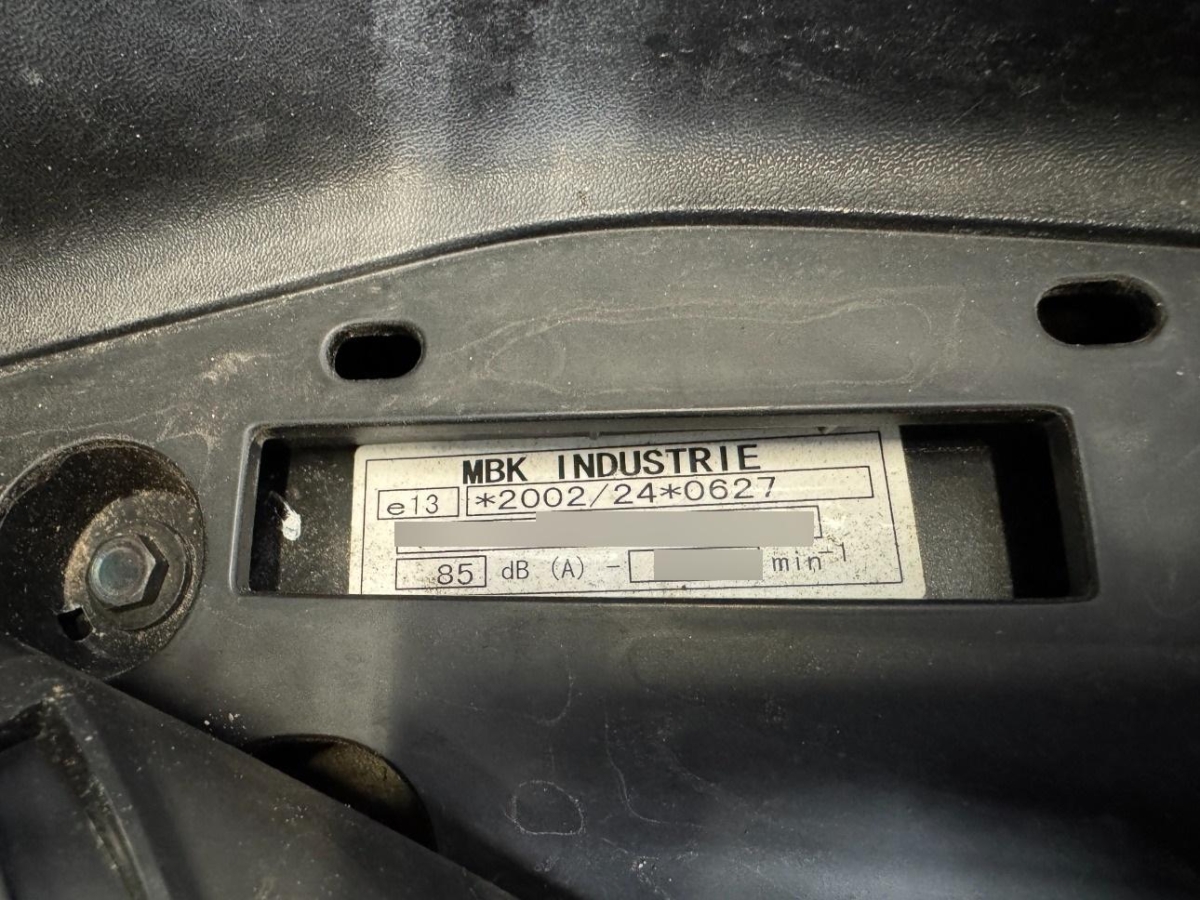 MBK INDUSTRIE
e13 *2002/24*0627
85 dB (A) - min-1